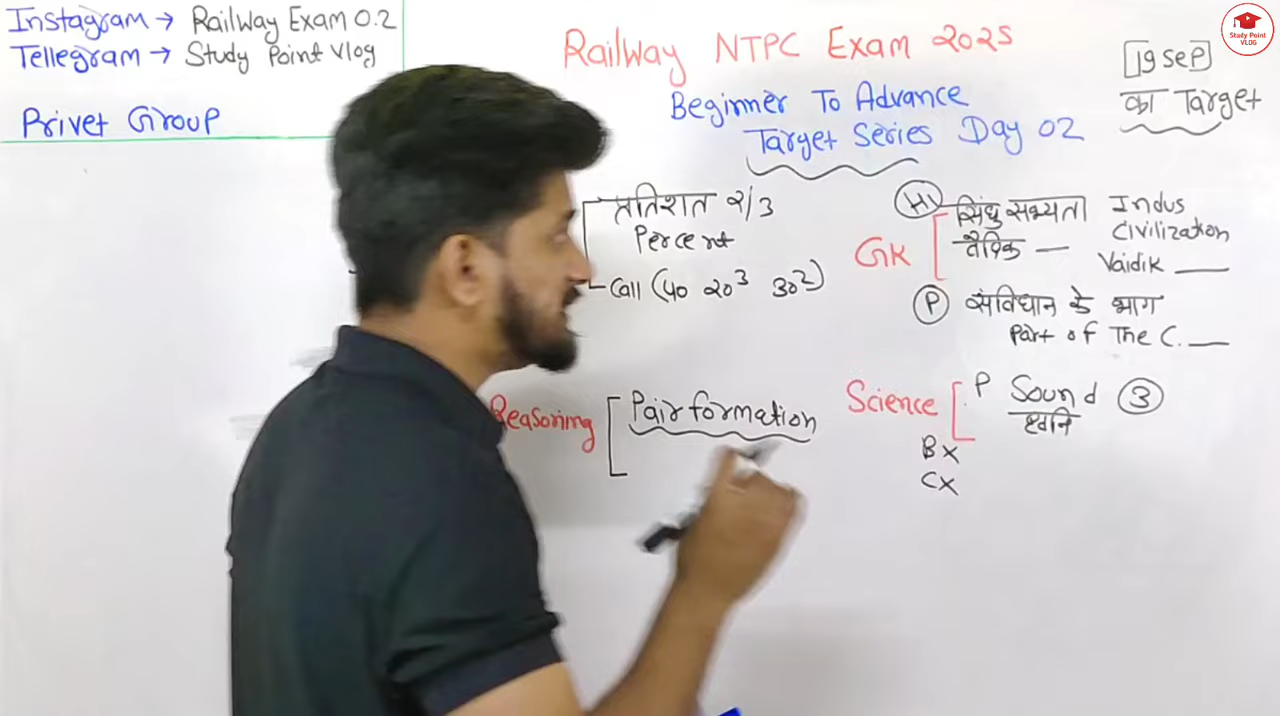 Instagram → Railway Exam 0.2
Tellegram → Study Point Vlog
Privet Group
Railway NTPC Exam 2025
Beginner To Advance
Target Series Day 02
[19 SeP]
का Target
Study Point
VLOG
प्रतिशत 2/3
Percent
Call (40 20³ 30²)
Reasoning
Pair formation
GK
Hi
सिंधु सभ्यता Indus
Civilization
वैदिक — Vaidik —
P संविधान के भाग
Part of The C. —
Science
P Sound 3
ध्वनि
B x
C x